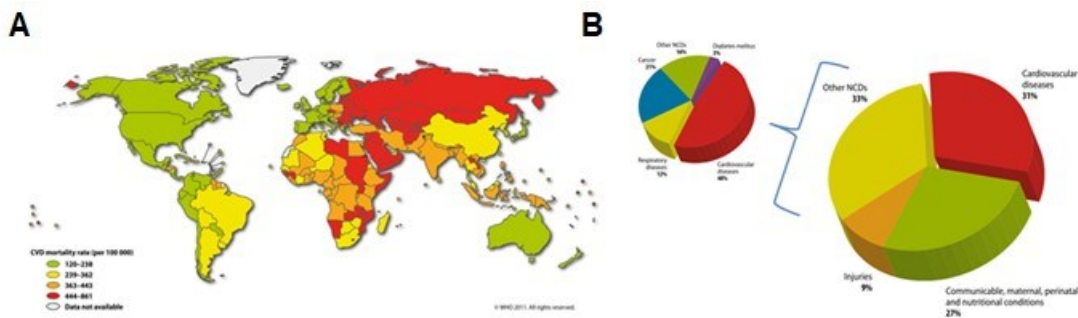 A
CVD mortality rate (per 100 000)
120–238
239–362
363–443
444–861
Data not available
© WHO 2011. All rights reserved.
B
Other NCDs
10%
Diabetes melitus
3%
Cancer
21%
Respiratory
diseases
12%
Cardiovascular
diseases
48%
Other NCDs
33%
Cardiovascular
diseases
31%
Injuries
9%
Communicable, maternal, perinatal
and nutritional conditions
27%